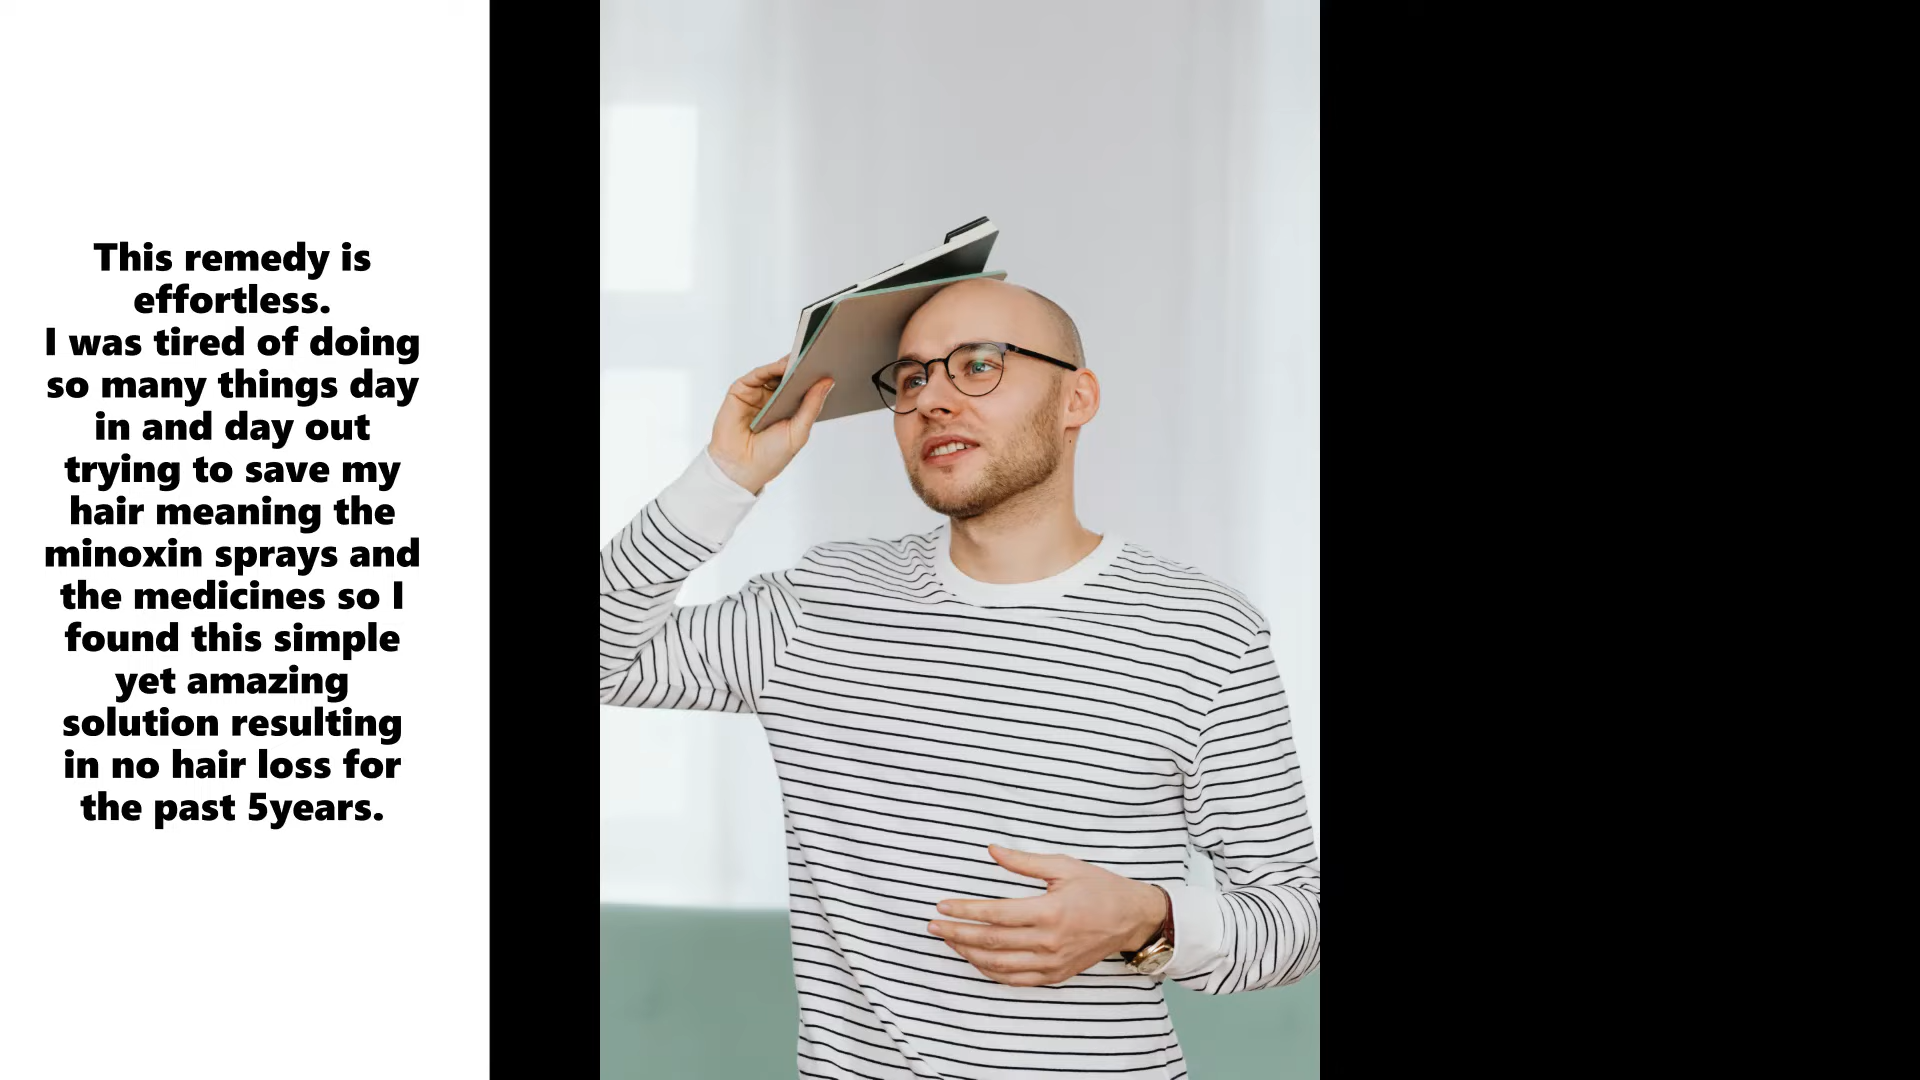 This remedy is
effortless.
I was tired of doing
so many things day
in and day out
trying to save my
hair meaning the
minoxin sprays and
the medicines so I
found this simple
yet amazing
solution resulting
in no hair loss for
the past 5years.